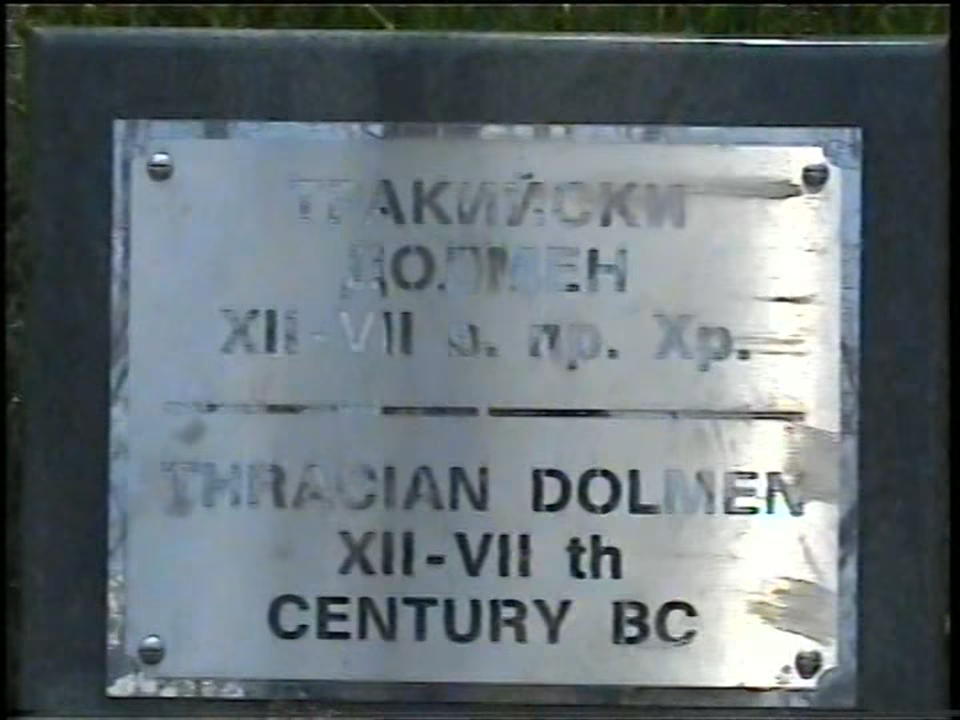 ТРАКИЙСКИ
ДОЛМЕН
XII-VII в. пр. Хр.
THRACIAN DOLMEN
XII-VII th
CENTURY BC